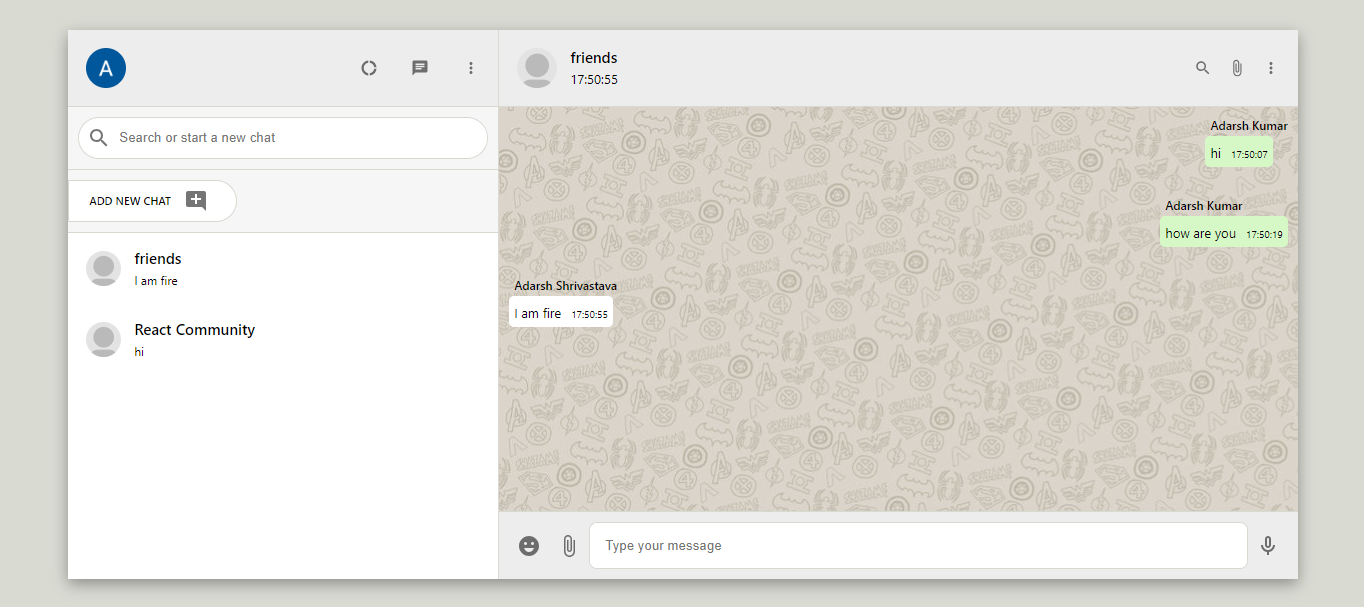 A
friends
17:50:55
Search or start a new chat
ADD NEW CHAT
friends
I am fire
React Community
hi
Adarsh Kumar
hi 17:50:07
Adarsh Kumar
how are you 17:50:19
Adarsh Shrivastava
I am fire 17:50:55
Type your message